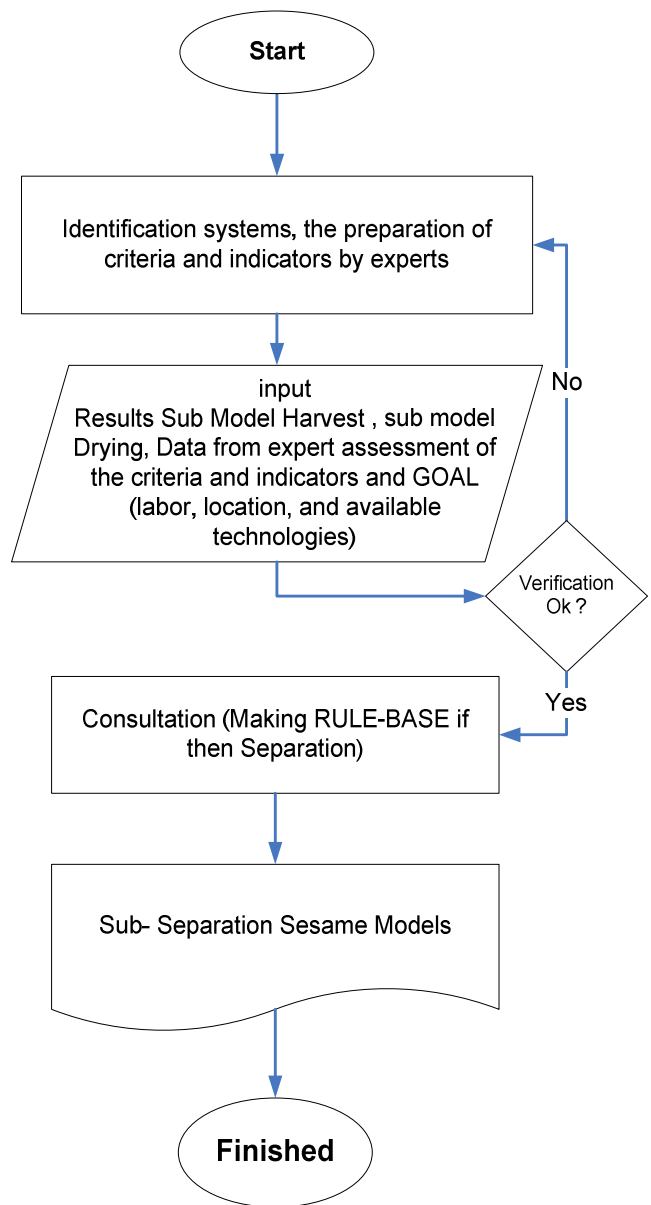 Start
Identification systems, the preparation of
criteria and indicators by experts
input
Results Sub Model Harvest , sub model
Drying, Data from expert assessment of
the criteria and indicators and GOAL
(labor, location, and available
technologies)
No
Verification
Ok ?
Yes
Consultation (Making RULE-BASE if
then Separation)
Sub- Separation Sesame Models
Finished